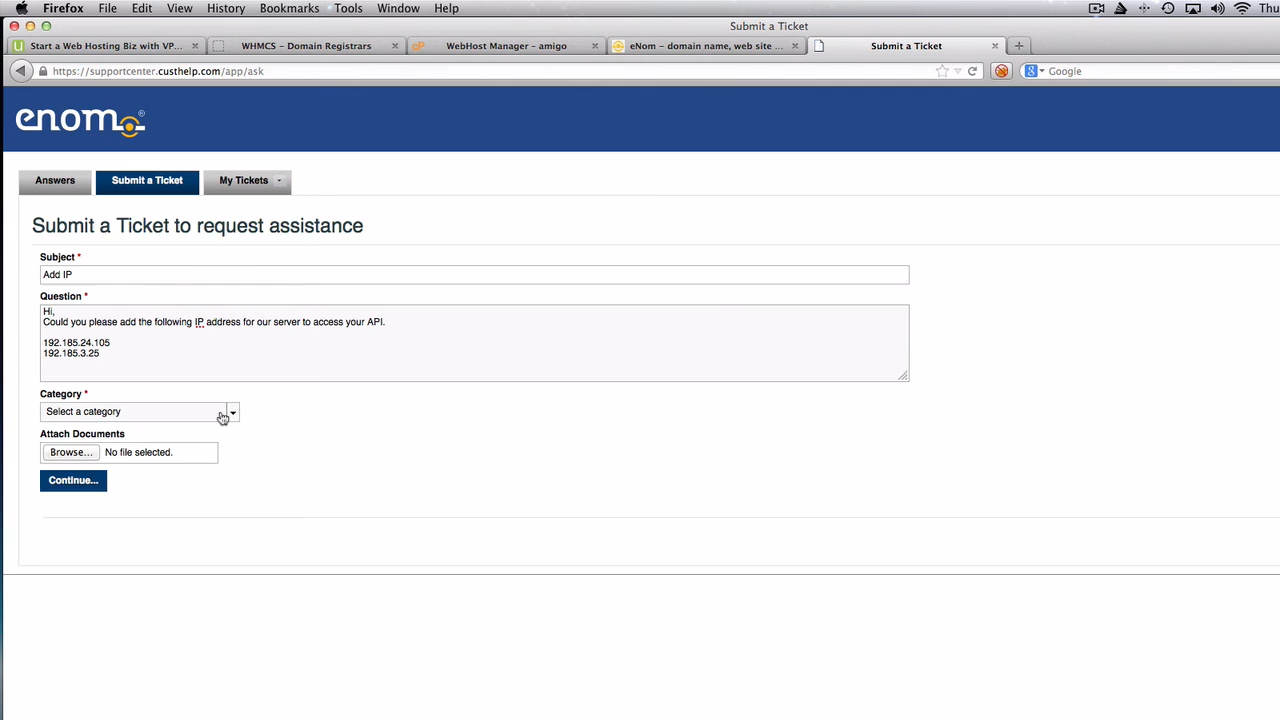 Firefox File Edit View History Bookmarks Tools Window Help Thu
Submit a Ticket
Start a Web Hosting Biz with VP... WHMCS - Domain Registrars WebHost Manager - amigo eNom - domain name, web site ... Submit a Ticket
https://supportcenter.custhelp.com/app/ask Google
enom
Answers Submit a Ticket My Tickets
Submit a Ticket to request assistance
Subject *
Add IP
Question *
Hi,
Could you please add the following IP address for our server to access your API.
192.185.24.105
192.185.3.25
Category *
Select a category
Attach Documents
Browse... No file selected.
Continue...